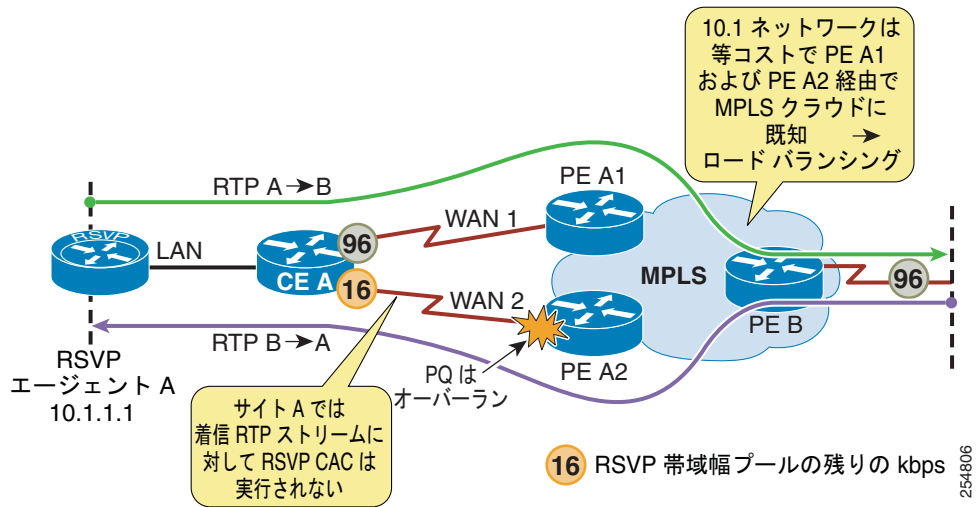 10.1 ネットワークは
等コストで PE A1
および PE A2 経由で
MPLS クラウドに
既知 →
ロード バランシング
RTP A→B
PE A1
RSVP
LAN
WAN 1
96
CE A
16
WAN 2
MPLS
96
PE B
RTP B→A
PQ は
オーバーラン
PE A2
RSVP
エージェント A
10.1.1.1
サイト A では
着信 RTP ストリームに
対して RSVP CAC は
実行されない
16 RSVP 帯域幅プールの残りの kbps
254806